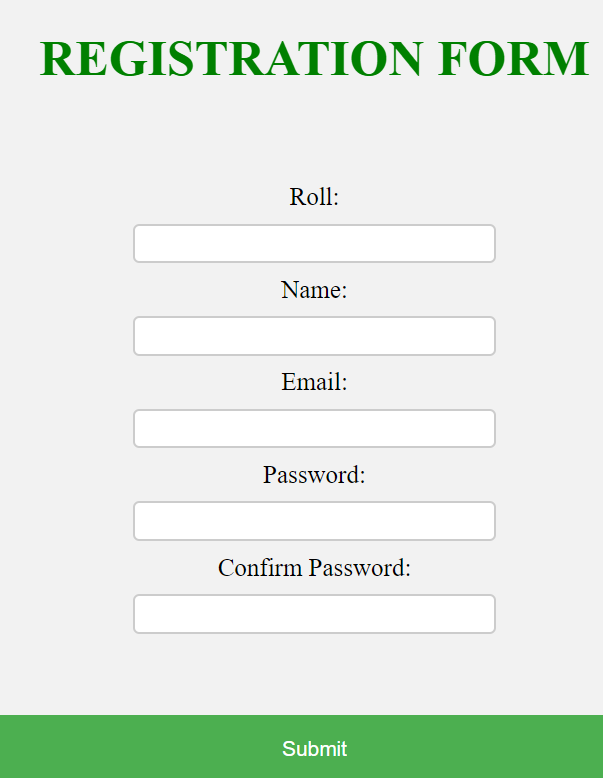 REGISTRATION FORM
Roll:
Name:
Email:
Password:
Confirm Password:
Submit